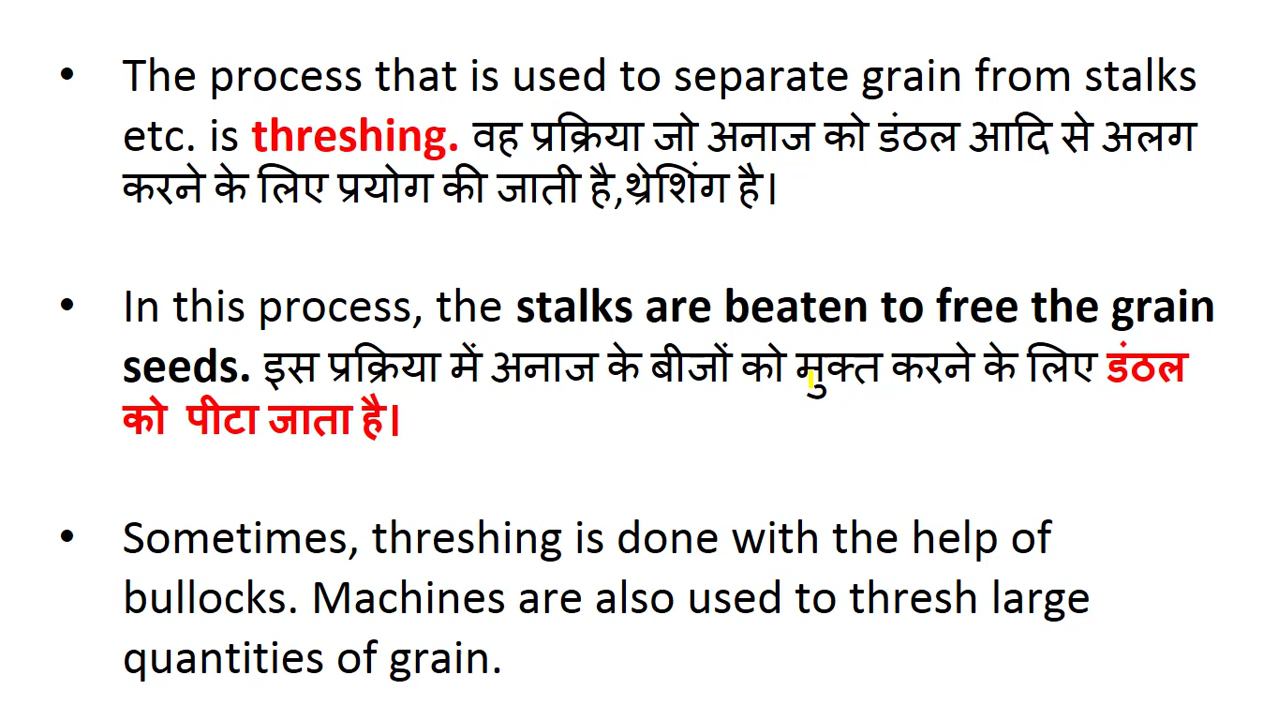 • The process that is used to separate grain from stalks
etc. is threshing. वह प्रक्रिया जो अनाज को डंठल आदि से अलग
करने के लिए प्रयोग की जाती है,थ्रेशिंग है।
• In this process, the stalks are beaten to free the grain
seeds. इस प्रक्रिया में अनाज के बीजों को मुक्त करने के लिए डंठल
को पीटा जाता है।
• Sometimes, threshing is done with the help of
bullocks. Machines are also used to thresh large
quantities of grain.